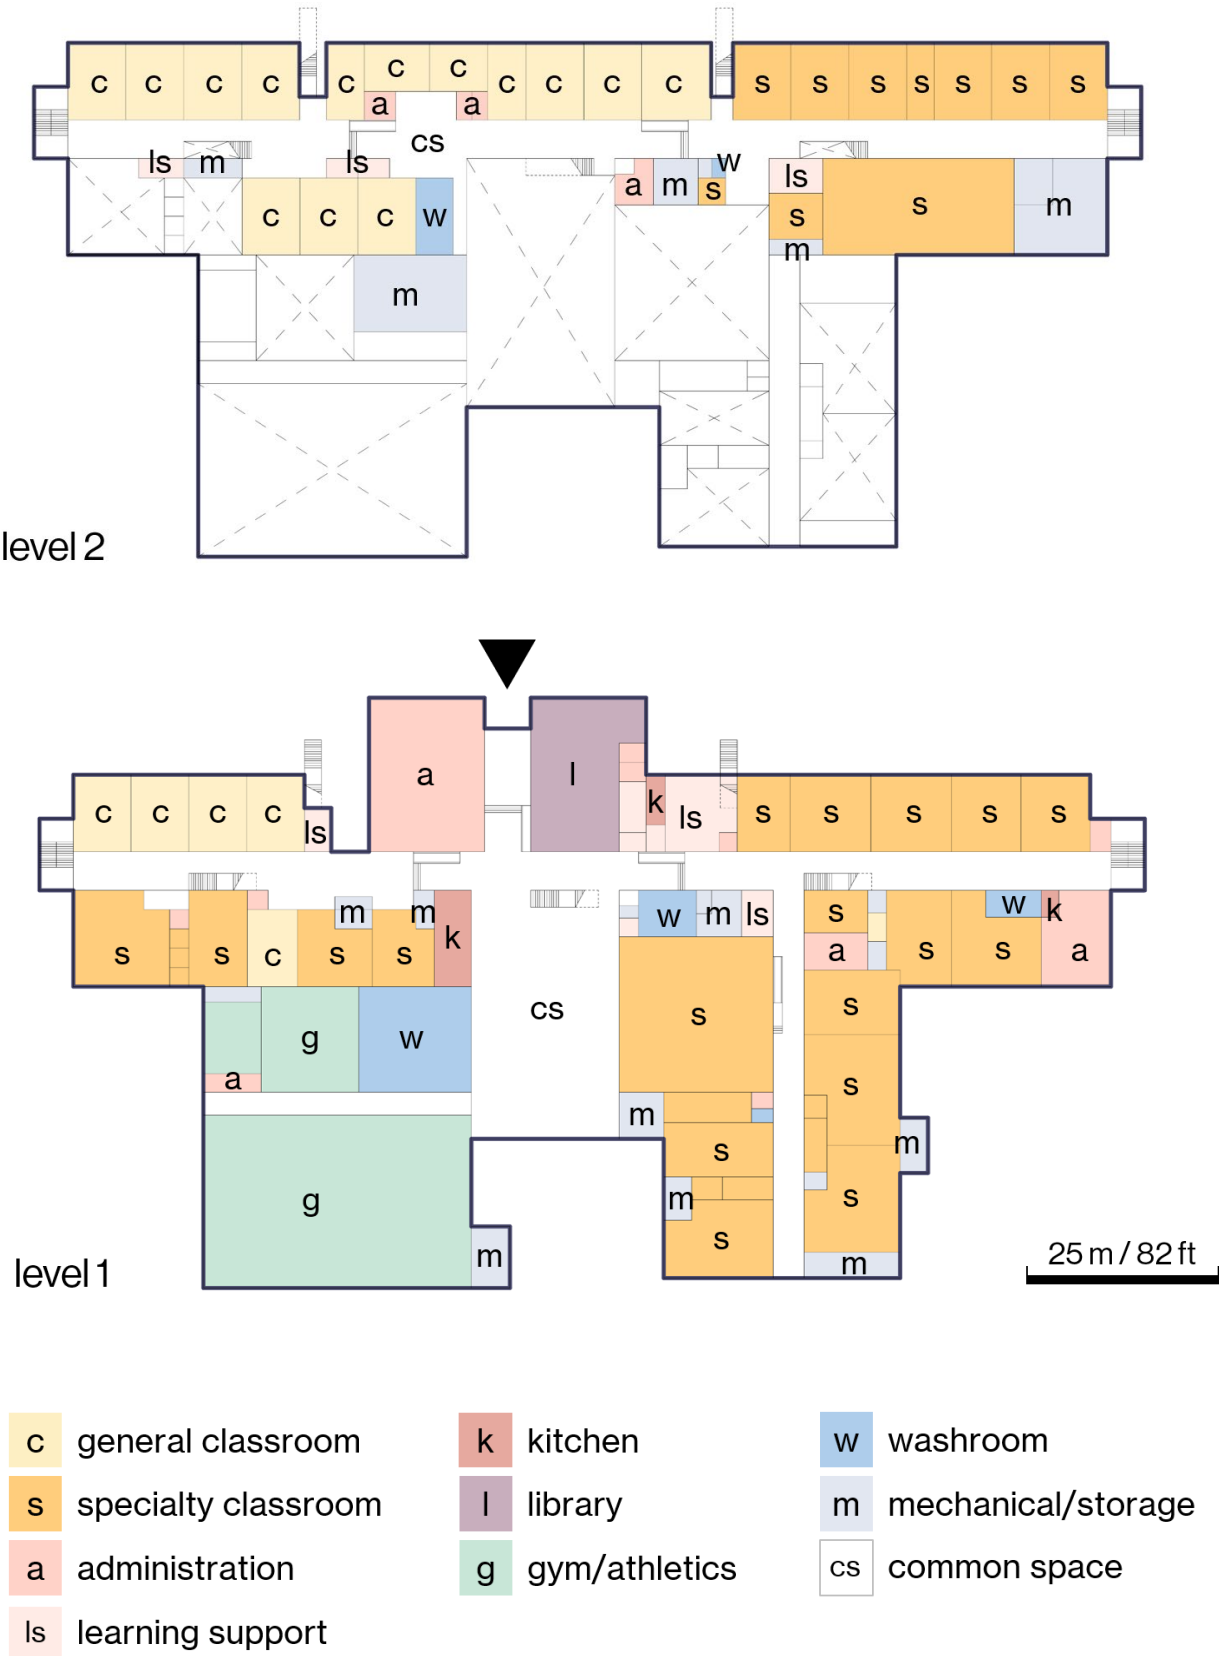 c c c c c c c c c c c s s s s s s s
a a
cs
ls m ls w
a m s ls s m
c c c w s s m
m
level 2
a l
k ls
c c c c ls s s s s s
m m w m ls s w k
s s c s s k a s s a
g w cs s s
a s
m s m
g m s
s
m m
level 1
25 m / 82 ft
c general classroom
s specialty classroom
a administration
ls learning support
k kitchen
l library
g gym/athletics
w washroom
m mechanical/storage
cs common space